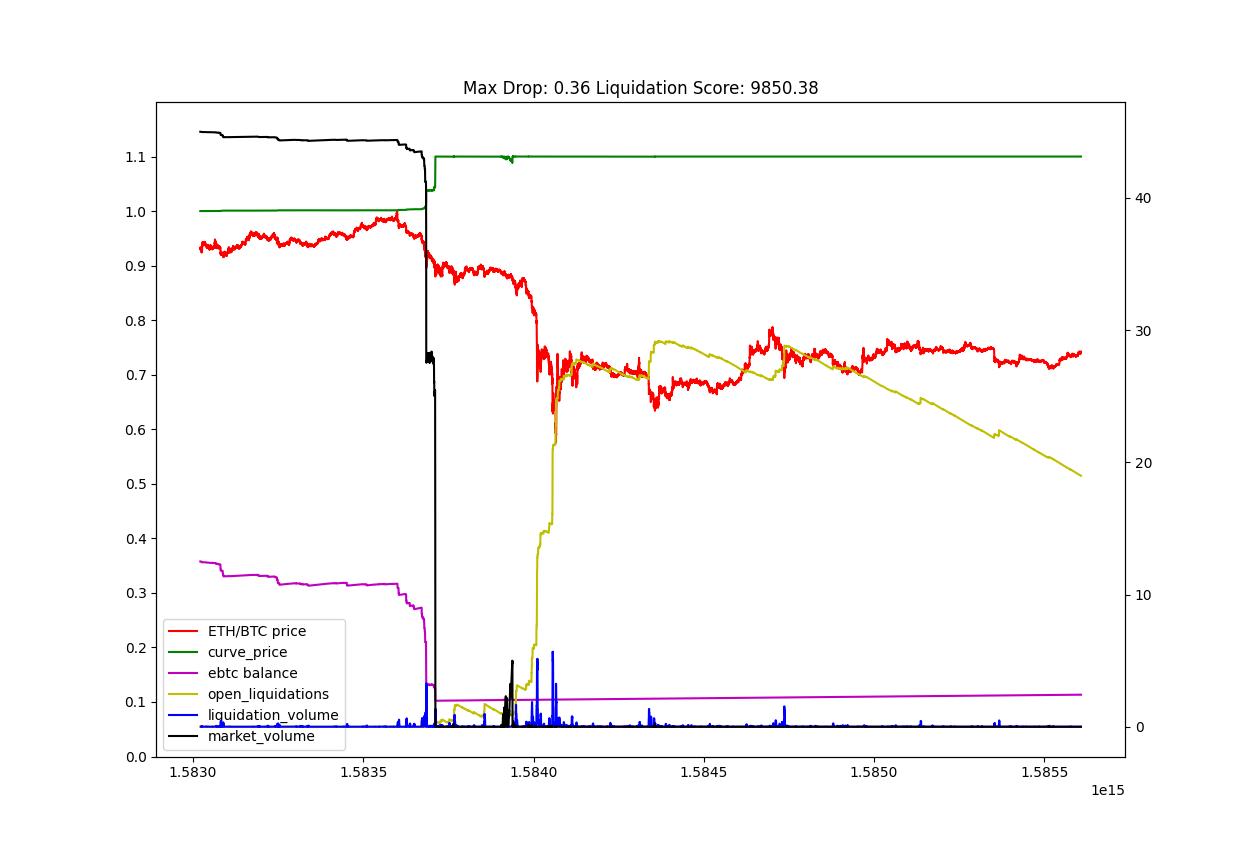 Max Drop: 0.36 Liquidation Score: 9850.38
1.1
1.0
0.9
0.8
0.7
0.6
0.5
0.4
0.3
0.2
0.1
0.0
40
30
20
10
0
ETH/BTC price
curve_price
ebtc balance
open_liquidations
liquidation_volume
market_volume
1.5830
1.5835
1.5840
1.5845
1.5850
1.5855
1e15